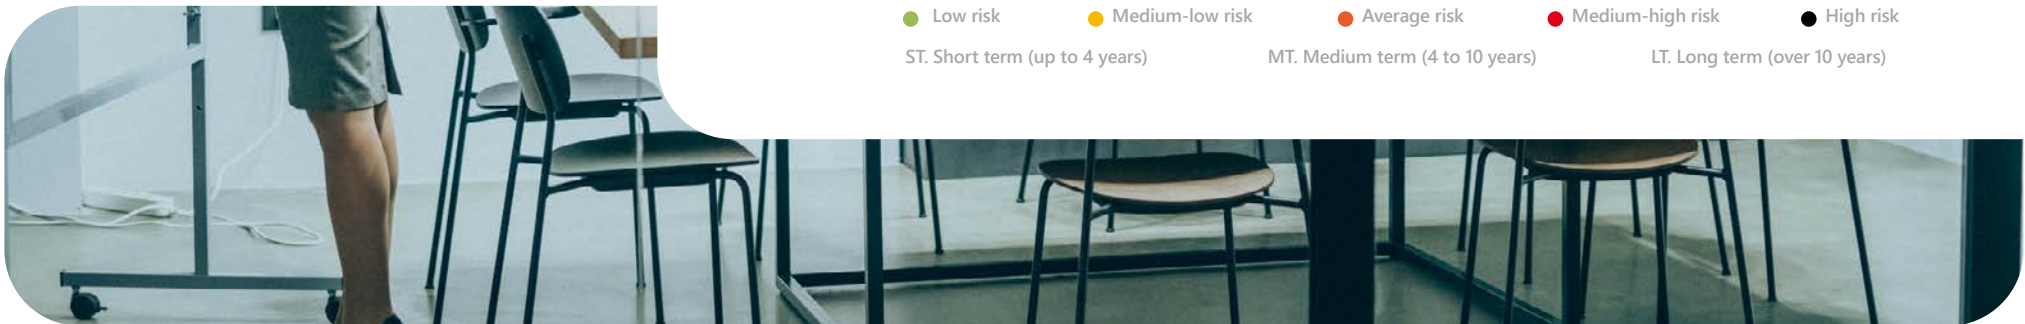 Low risk Medium-low risk Average risk Medium-high risk High risk
ST. Short term (up to 4 years) MT. Medium term (4 to 10 years) LT. Long term (over 10 years)